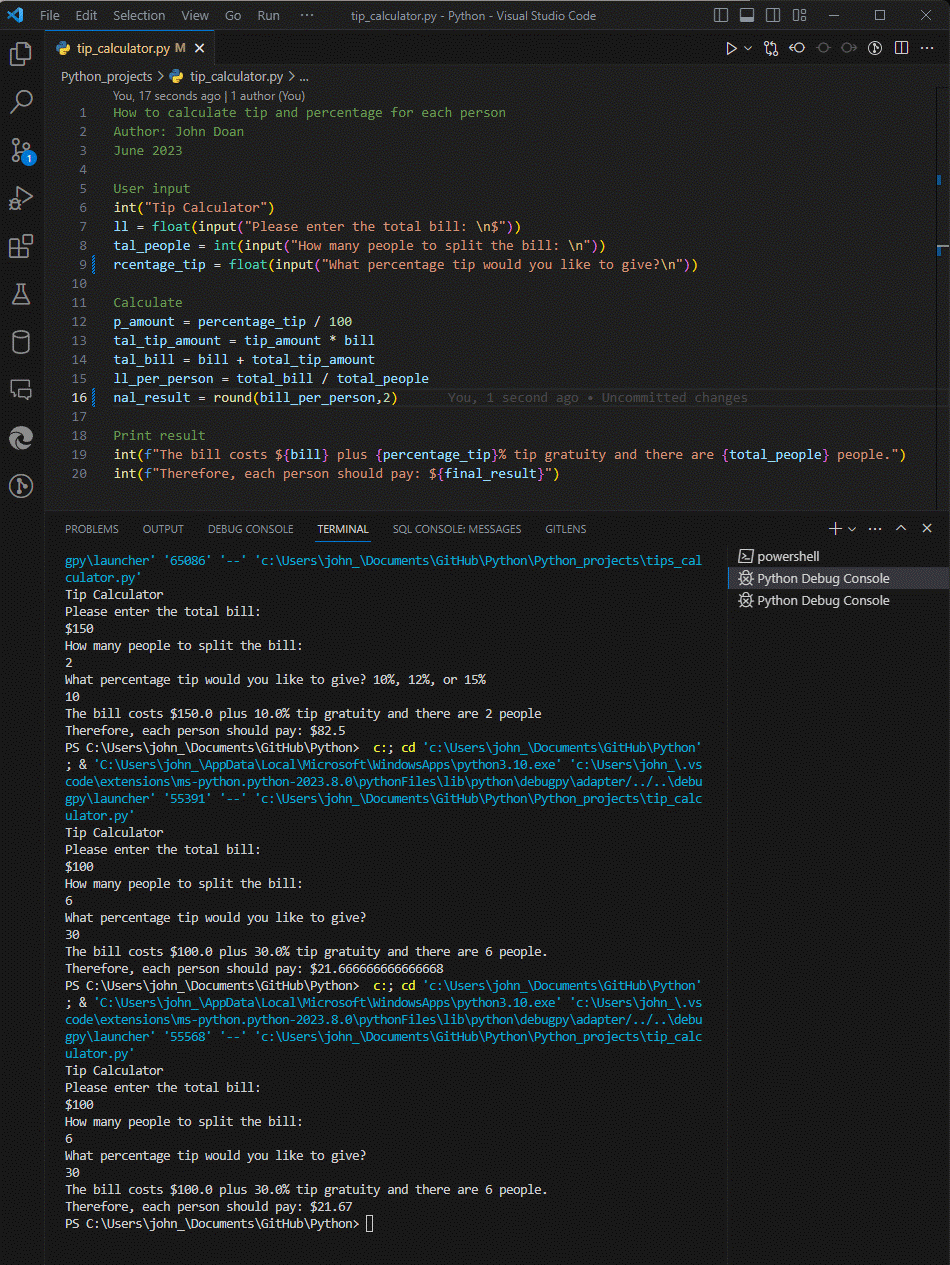 File Edit Selection View Go Run ··· tip_calculator.py - Python - Visual Studio Code
tip_calculator.py M
Python_projects > tip_calculator.py > ...
You, 17 seconds ago | 1 author (You)
1 How to calculate tip and percentage for each person
2 Author: John Doan
3 June 2023
4
5 User input
6 int("Tip Calculator")
7 ll = float(input("Please enter the total bill: \n$"))
8 tal_people = int(input("How many people to split the bill: \n"))
9 rcentage_tip = float(input("What percentage tip would you like to give?\n"))
10
11 Calculate
12 p_amount = percentage_tip / 100
13 tal_tip_amount = tip_amount * bill
14 tal_bill = bill + total_tip_amount
15 ll_per_person = total_bill / total_people
16 nal_result = round(bill_per_person,2) You, 1 second ago • Uncommitted changes
17
18 Print result
19 int(f"The bill costs ${bill} plus {percentage_tip}% tip gratuity and there are {total_people} people.")
20 int(f"Therefore, each person should pay: ${final_result}")
1
PROBLEMS OUTPUT DEBUG CONSOLE TERMINAL SQL CONSOLE: MESSAGES GITLENS
powershell
Python Debug Console
Python Debug Console
gpy\launcher' '65086' '--' 'c:\Users\john_\Documents\GitHub\Python\Python_projects\tips_cal
culator.py'
Tip Calculator
Please enter the total bill:
$150
How many people to split the bill:
2
What percentage tip would you like to give? 10%, 12%, or 15%
10
The bill costs $150.0 plus 10.0% tip gratuity and there are 2 people
Therefore, each person should pay: $82.5
PS C:\Users\john_\Documents\GitHub\Python>  c:; cd 'c:\Users\john_\Documents\GitHub\Python'
; & 'C:\Users\john_\AppData\Local\Microsoft\WindowsApps\python3.10.exe' 'c:\Users\john_\.vs
code\extensions\ms-python.python-2023.8.0\pythonFiles\lib\python\debugpy\adapter/../..\debu
gpy\launcher' '55391' '--' 'c:\Users\john_\Documents\GitHub\Python\Python_projects\tip_calc
ulator.py'
Tip Calculator
Please enter the total bill:
$100
How many people to split the bill:
6
What percentage tip would you like to give?
30
The bill costs $100.0 plus 30.0% tip gratuity and there are 6 people.
Therefore, each person should pay: $21.666666666666668
PS C:\Users\john_\Documents\GitHub\Python>  c:; cd 'c:\Users\john_\Documents\GitHub\Python'
; & 'C:\Users\john_\AppData\Local\Microsoft\WindowsApps\python3.10.exe' 'c:\Users\john_\.vs
code\extensions\ms-python.python-2023.8.0\pythonFiles\lib\python\debugpy\adapter/../..\debu
gpy\launcher' '55568' '--' 'c:\Users\john_\Documents\GitHub\Python\Python_projects\tip_calc
ulator.py'
Tip Calculator
Please enter the total bill:
$100
How many people to split the bill:
6
What percentage tip would you like to give?
30
The bill costs $100.0 plus 30.0% tip gratuity and there are 6 people.
Therefore, each person should pay: $21.67
PS C:\Users\john_\Documents\GitHub\Python>